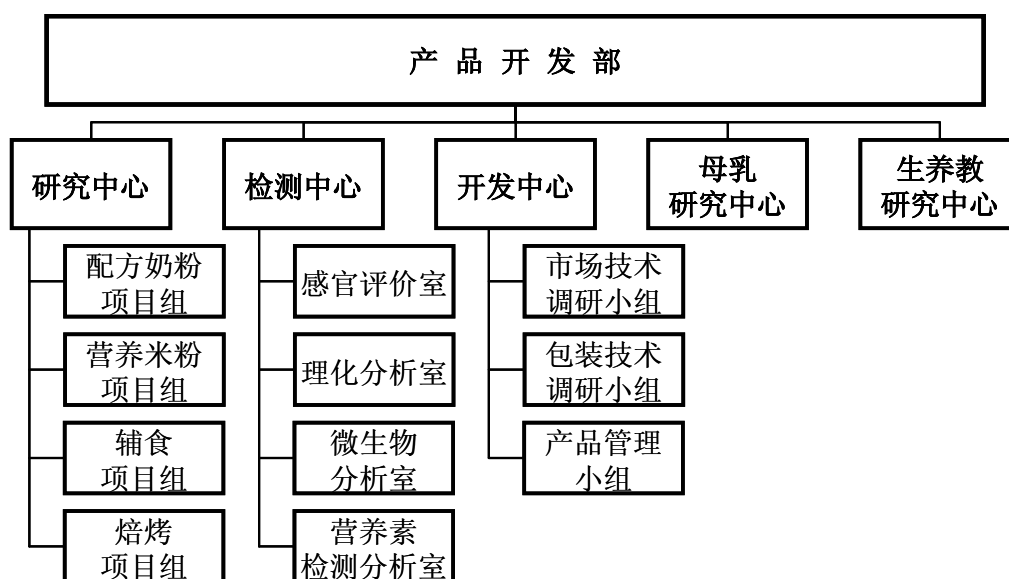 产品开发部
研究中心
检测中心
开发中心
母乳
研究中心
生养教
研究中心
配方奶粉
项目组
营养米粉
项目组
辅食
项目组
焙烤
项目组
感官评价室
理化分析室
微生物
分析室
营养素
检测分析室
市场技术
调研小组
包装技术
调研小组
产品管理
小组